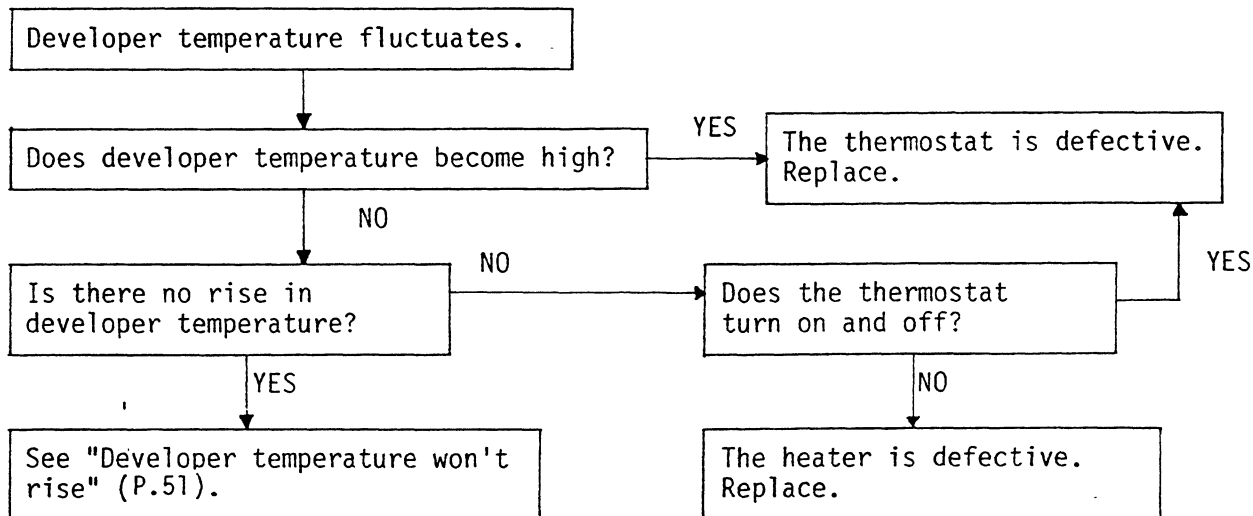 Developer temperature fluctuates.
Does developer temperature become high?
YES
The thermostat is defective.
Replace.
NO
Is there no rise in
developer temperature?
NO
Does the thermostat
turn on and off?
YES
YES
See "Developer temperature won't
rise" (P.51).
NO
The heater is defective.
Replace.